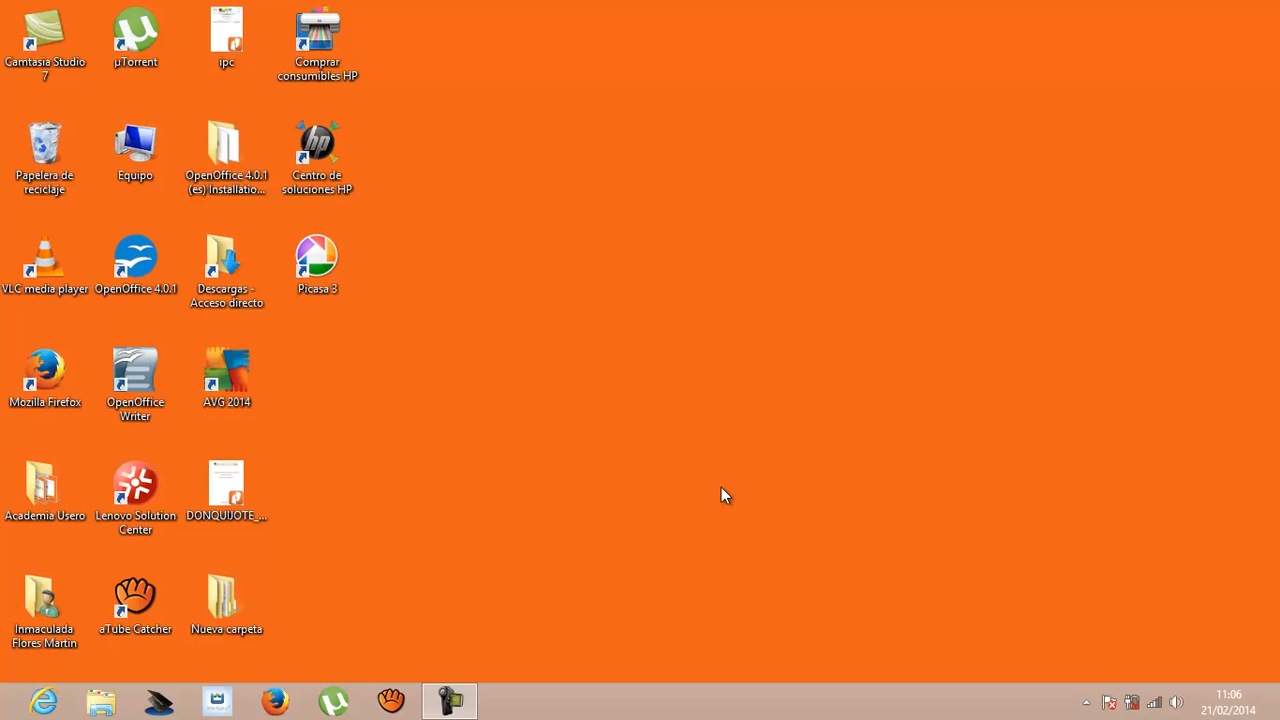 Camtasia Studio
7
µTorrent
ipc
Comprar
consumibles HP
Papelera de
reciclaje
Equipo
OpenOffice 4.0.1
(es) Installatio...
hp
Centro de
soluciones HP
VLC media player
OpenOffice 4.0.1
Descargas -
Acceso directo
Picasa 3
Mozilla Firefox
OpenOffice
Writer
AVG 2014
Academia Usero
Lenovo Solution
Center
DONQUIJOTE_...
Inmaculada
Flores Martin
aTube Catcher
Nueva carpeta
11:06
21/02/2014